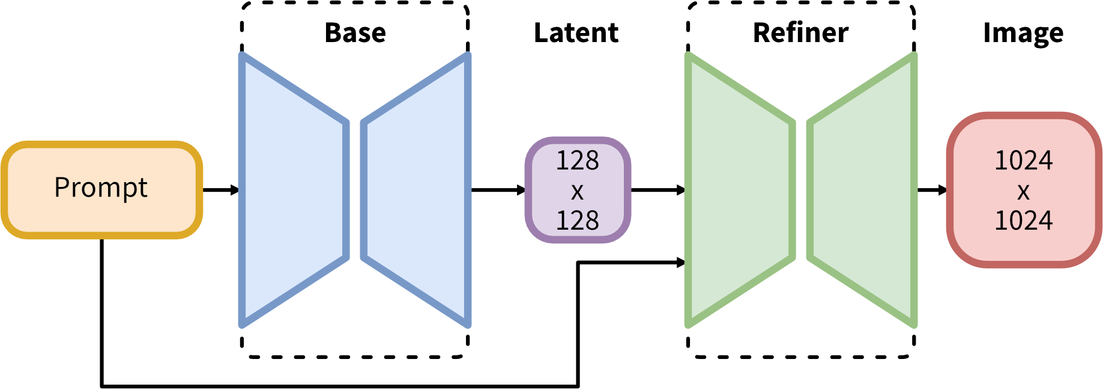 Base
Latent
Refiner
Image
Prompt
128
x
128
1024
x
1024